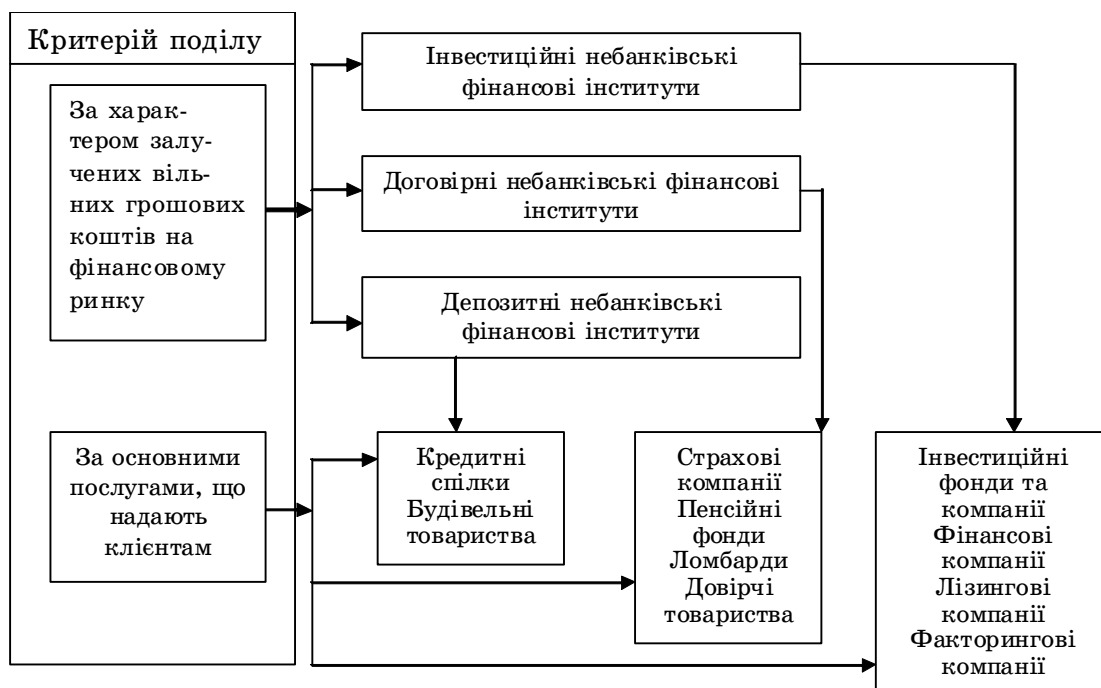 Критерій поділу
За харак-
тером залу-
чених віль-
них грошових
коштів на
фінансовому
ринку
Інвестиційні небанківські
фінансові інститути
Договірні небанківські фінансові
інститути
Депозитні небанківські
фінансові інститути
За основними
послугами, що
надають
клієнтам
Кредитні
спілки
Будівельні
товариства
Страхові
компанії
Пенсійні
фонди
Ломбарди
Довірчі
товариства
Інвестиційні
фонди та
компанії
Фінансові
компанії
Лізингові
компанії
Факторингові
компанії